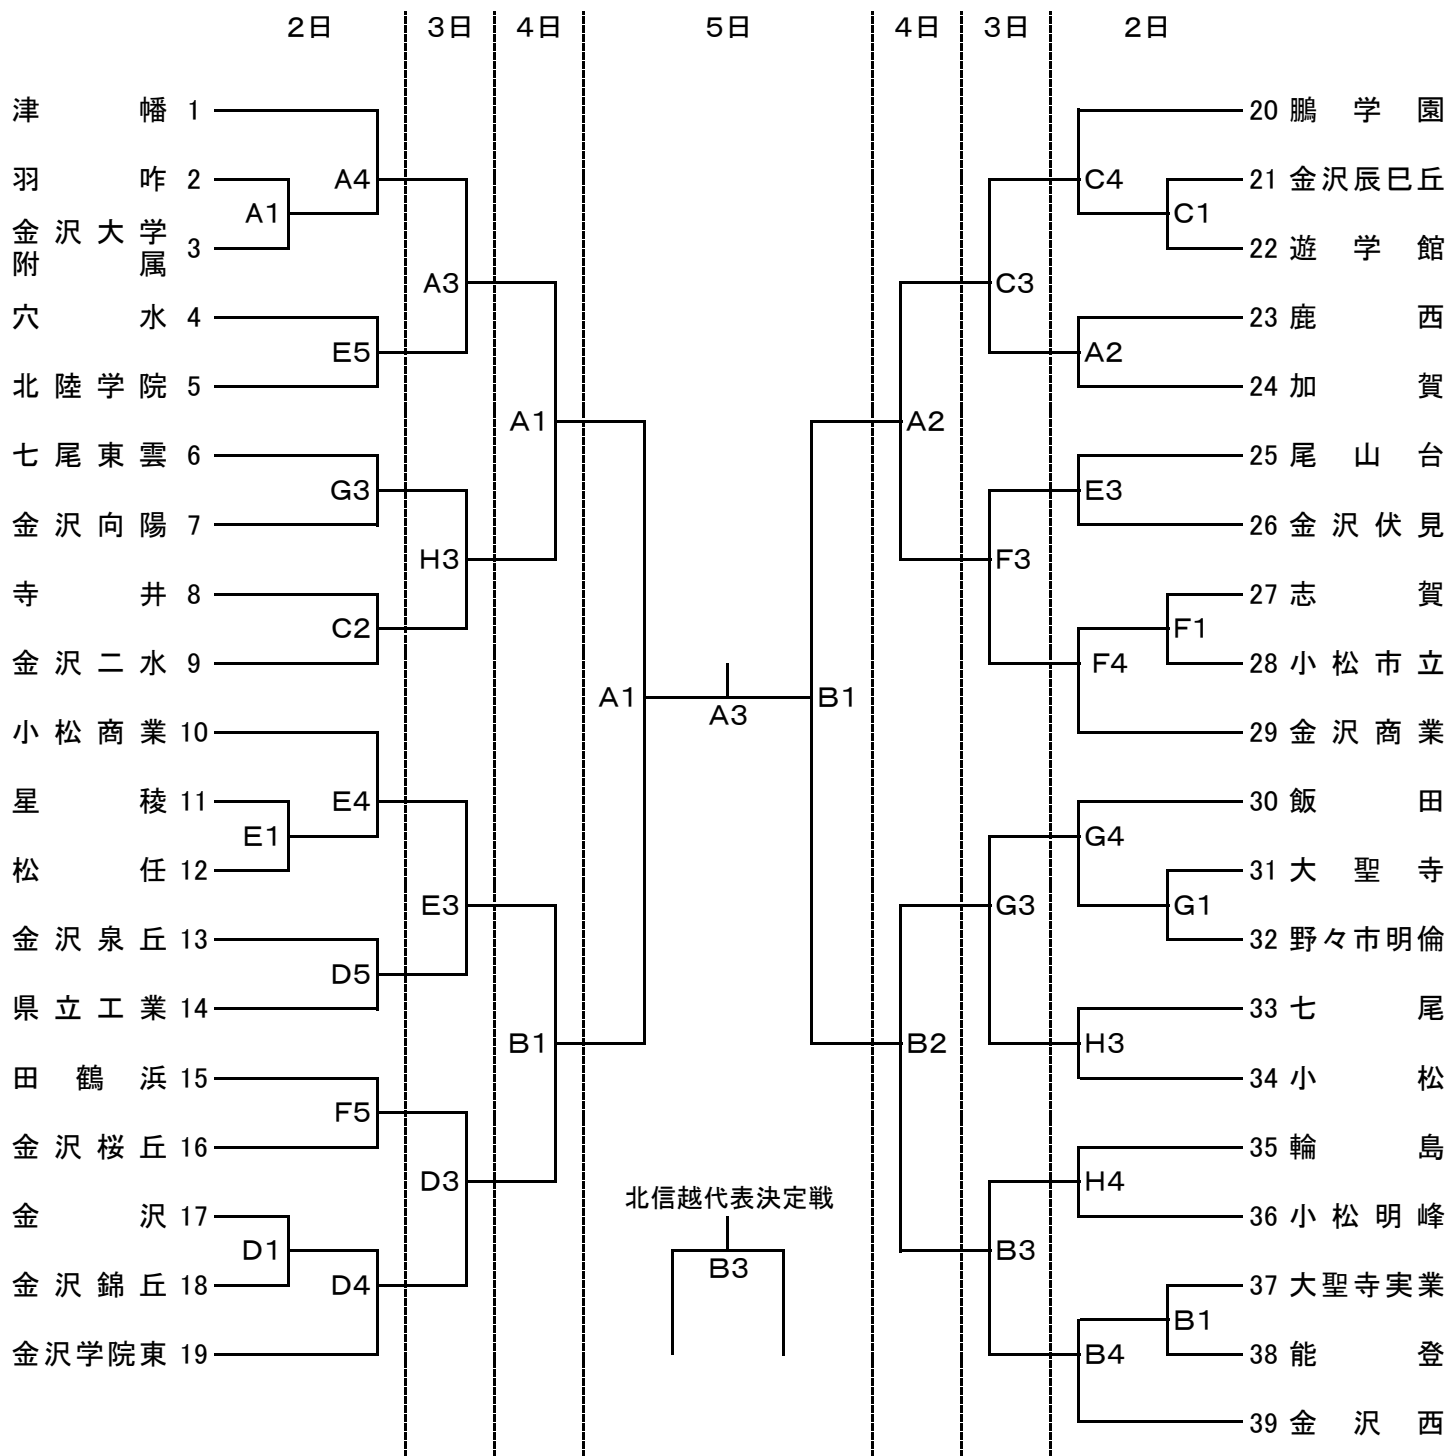 2日 3日 4日 5日 4日 3日 2日
津幡 1
羽咋 2
金沢大学
附属 3
穴水 4
北陸学院 5
七尾東雲 6
金沢向陽 7
寺井 8
金沢二水 9
小松商業 10
星稜 11
松任 12
金沢泉丘 13
県立工業 14
田鶴浜 15
金沢桜丘 16
金沢 17
金沢錦丘 18
金沢学院東 19
A1
E1
D1
A4
E5
G3
C2
E4
D5
F5
D4
A3
H3
E3
D3
A1
B1
A1
A3
B1
北信越代表決定戦
B3
A2
B2
C3
F3
G3
B3
C4
A2
E3
F4
G4
H3
H4
B4
C1
F1
G1
B1
20 鵬学園
21 金沢辰巳丘
22 遊学館
23 鹿西
24 加賀
25 尾山台
26 金沢伏見
27 志賀
28 小松市立
29 金沢商業
30 飯田
31 大聖寺
32 野々市明倫
33 七尾
34 小松
35 輪島
36 小松明峰
37 大聖寺実業
38 能登
39 金沢西